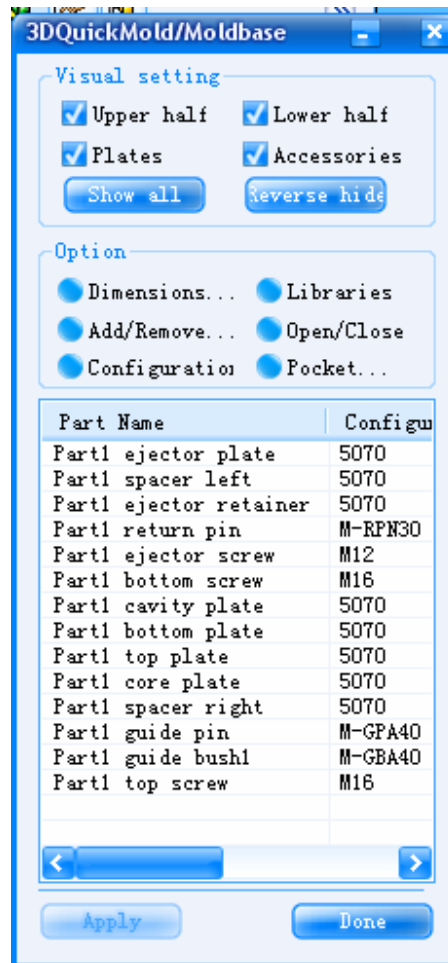 3DQuickMold/Moldbase
Visual setting
Upper half Lower half
Plates Accessories
Show all Reverse hide
Option
Dimensions... Libraries
Add/Remove... Open/Close
Configuration Pocket...
Part Name Configu
Part1 ejector plate 5070
Part1 spacer left 5070
Part1 ejector retainer 5070
Part1 return pin M-RPN30
Part1 ejector screw M12
Part1 bottom screw M16
Part1 cavity plate 5070
Part1 bottom plate 5070
Part1 top plate 5070
Part1 core plate 5070
Part1 spacer right 5070
Part1 guide pin M-GPA40
Part1 guide bush1 M-GBA40
Part1 top screw M16
Apply Done